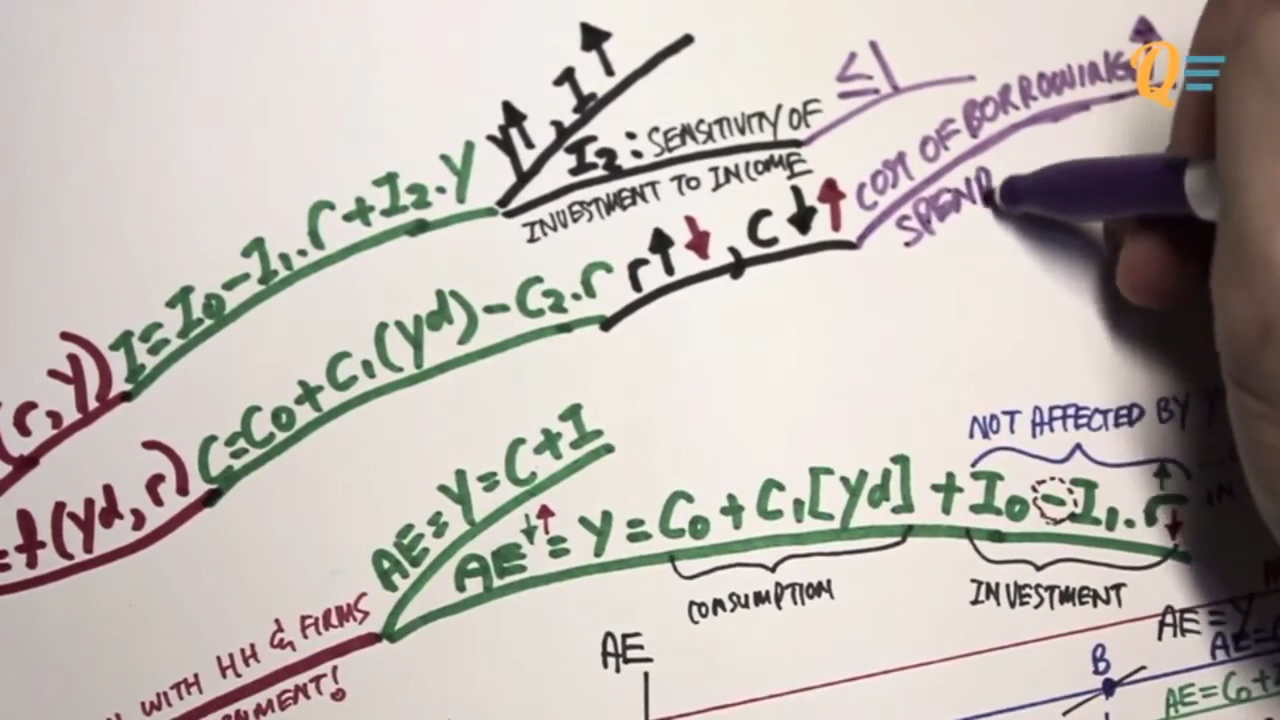 Y↑, I↑
I₂: SENSITIVITY OF
INVESTMENT TO INCOME
≤1
COST OF BORROWING↑
SPEND
(r, Y) I = I₀ - I₁.r + I₂.Y
r↑↓, C↓↑
=f(Yd, r) C = C₀ + C₁(Yd) - C₂.r
NOT AFFECTED BY Y
AE = Y = C + I
AE↓↑ = Y = C₀ + C₁[Yd] + I₀ - I₁.r
CONSUMPTION
INVESTMENT
WITH HH & FIRMS
AE
AE = Y
B
AE = C₀ +